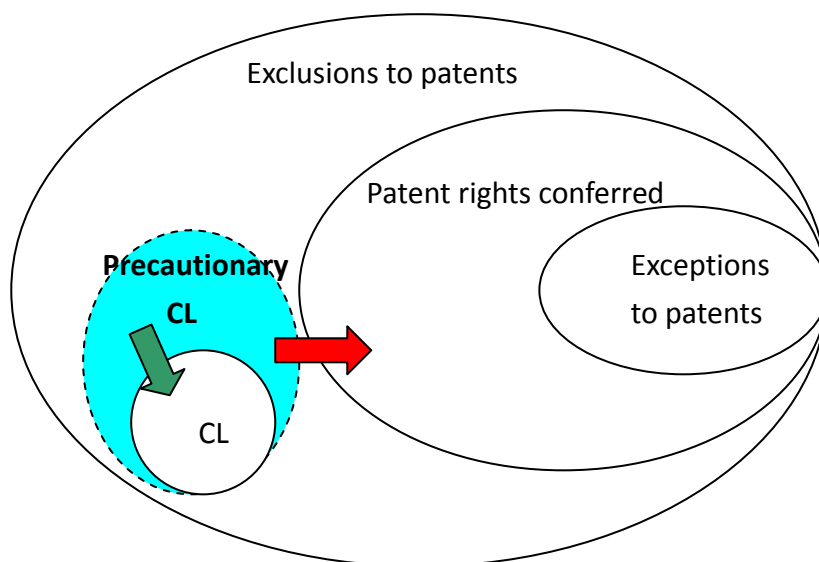 Exclusions to patents
Patent rights conferred
Exceptions
to patents
Precautionary
CL
CL